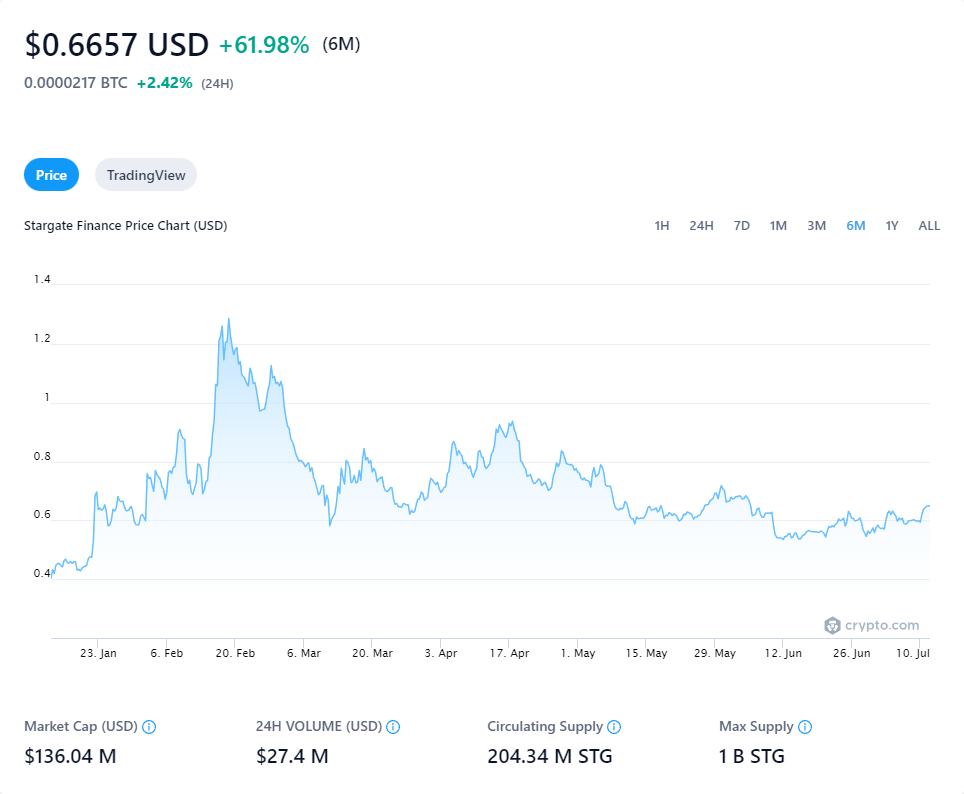 $0.6657 USD +61.98% (6M)
0.0000217 BTC +2.42% (24H)
Price TradingView
Stargate Finance Price Chart (USD) 1H 24H 7D 1M 3M 6M 1Y ALL
1.4
1.2
1
0.8
0.6
0.4
crypto.com
23. Jan 6. Feb 20. Feb 6. Mar 20. Mar 3. Apr 17. Apr 1. May 15. May 29. May 12. Jun 26. Jun 10. Jul
Market Cap (USD) 24H VOLUME (USD) Circulating Supply Max Supply
$136.04 M $27.4 M 204.34 M STG 1 B STG